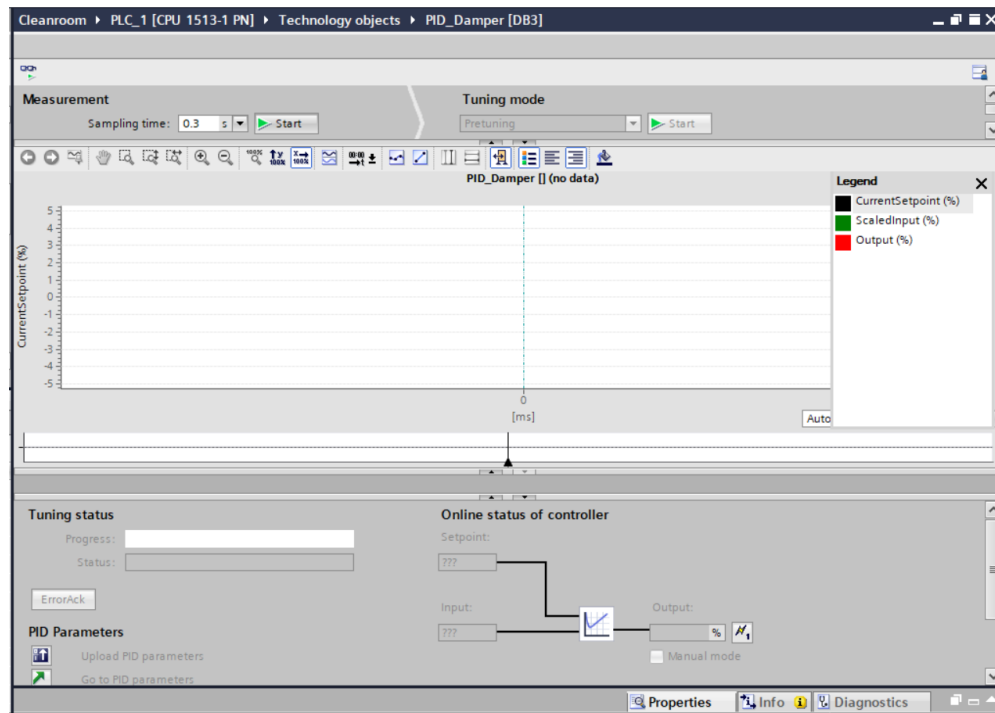 Cleanroom ▸ PLC_1 [CPU 1513-1 PN] ▸ Technology objects ▸ PID_Damper [DB3]
Measurement
Tuning mode
Sampling time: 0.3 s
Start
Pretuning
Start
PID_Damper [] (no data)
Legend
CurrentSetpoint (%)
ScaledInput (%)
Output (%)
CurrentSetpoint (%)
5
4
3
2
1
0
-1
-2
-3
-4
-5
0
[ms]
Auto
Tuning status
Progress:
Status:
ErrorAck
PID Parameters
Upload PID parameters
Go to PID parameters
Online status of controller
Setpoint:
???
Input:
???
Output:
%
Manual mode
Properties
Info
Diagnostics